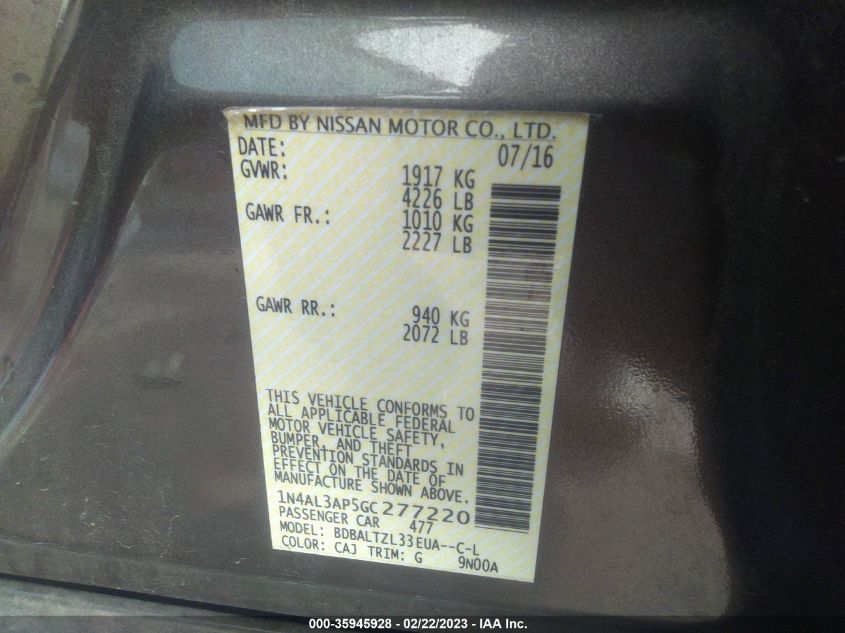 MFD BY NISSAN MOTOR CO., LTD.
DATE: 07/16
GVWR: 1917 KG
4226 LB
GAWR FR.: 1010 KG
2227 LB
GAWR RR.: 940 KG
2072 LB
THIS VEHICLE CONFORMS TO
ALL APPLICABLE FEDERAL
MOTOR VEHICLE SAFETY,
BUMPER, AND THEFT
PREVENTION STANDARDS IN
EFFECT ON THE DATE OF
MANUFACTURE SHOWN ABOVE.
1N4AL3AP5GC277220
PASSENGER CAR 477
MODEL: BDBALTZL33EUA--C-L
COLOR: CAJ TRIM: G 9N00A
000-35945928 - 02/22/2023 - IAA Inc.